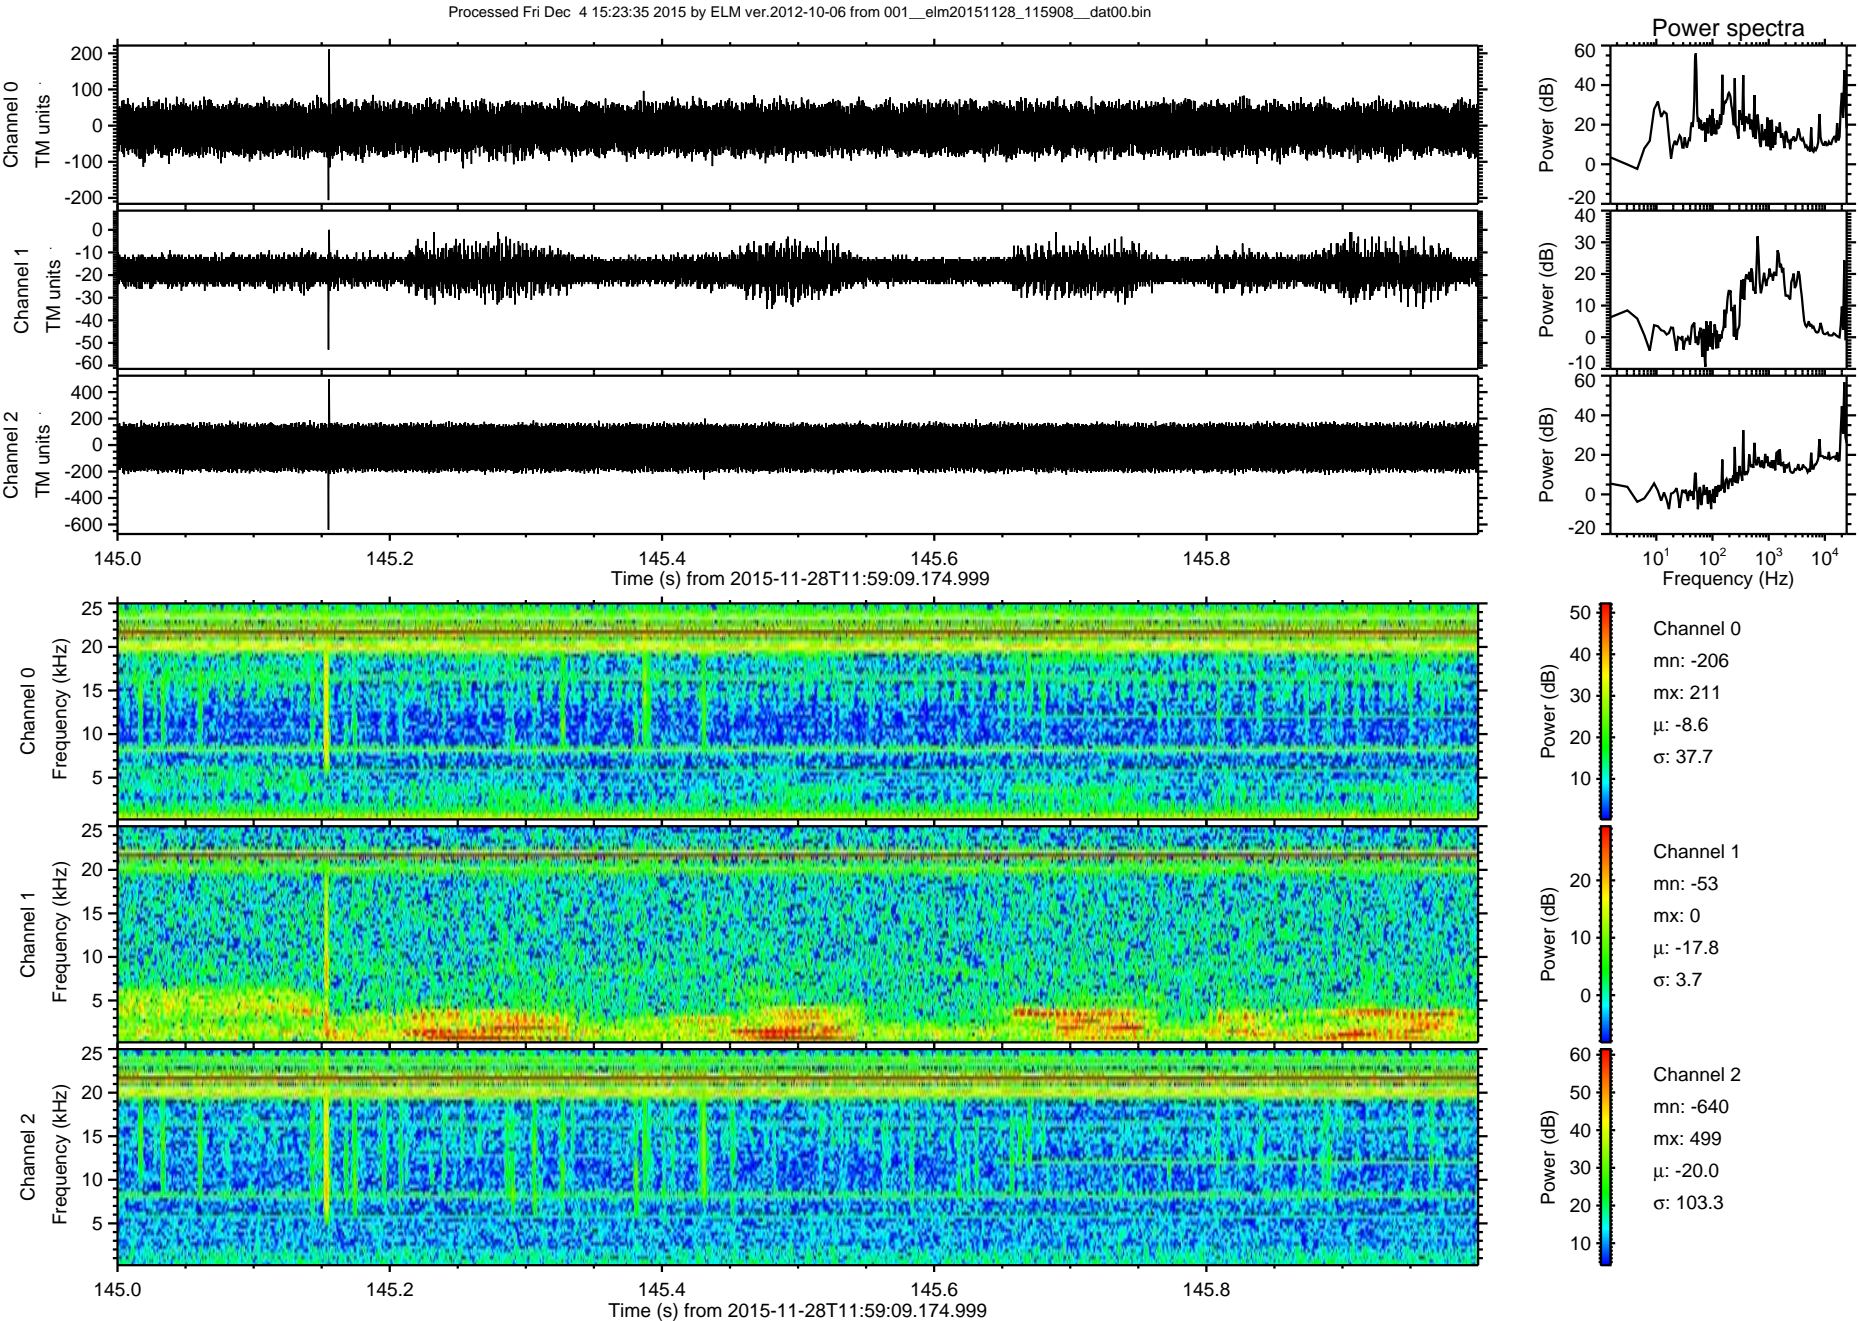 Processed Fri Dec  4 15:23:35 2015 by ELM ver.2012-10-06 from 001__elm20151128_115908__dat00.bin
Power spectra
Channel 0
TM units
200
100
0
-100
-200
Power (dB)
60
40
20
0
-20
Channel 1
TM units
0
-10
-20
-30
-40
-50
-60
Power (dB)
40
30
20
10
0
-10
Channel 2
TM units
400
200
0
-200
-400
-600
Power (dB)
60
40
20
0
-20
145.0 145.2 145.4 145.6 145.8
Time (s) from 2015-11-28T11:59:09.174.999
10¹ 10² 10³ 10⁴
Frequency (Hz)
Channel 0
Frequency (kHz)
25
20
15
10
5
Power (dB)
50
40
30
20
10
Channel 0
mn: -206
mx: 211
μ: -8.6
σ: 37.7
Channel 1
Frequency (kHz)
25
20
15
10
5
Power (dB)
20
10
0
Channel 1
mn: -53
mx: 0
μ: -17.8
σ: 3.7
Channel 2
Frequency (kHz)
25
20
15
10
5
Power (dB)
60
50
40
30
20
10
Channel 2
mn: -640
mx: 499
μ: -20.0
σ: 103.3
145.0 145.2 145.4 145.6 145.8
Time (s) from 2015-11-28T11:59:09.174.999